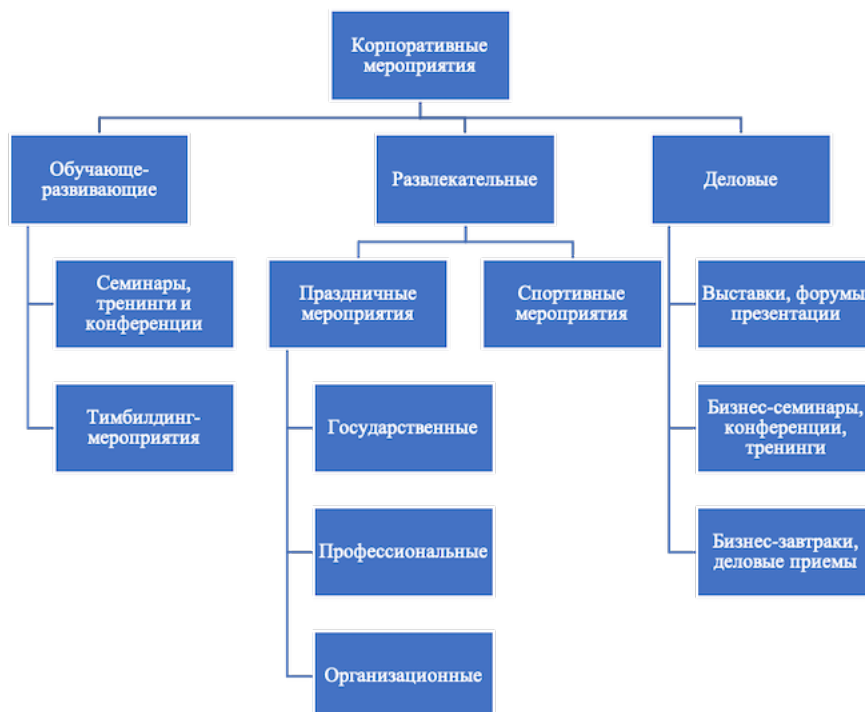 Корпоративные
мероприятия
Обучающе-
развивающие
Развлекательные
Деловые
Семинары,
тренинги и
конференции
Праздничные
мероприятия
Спортивные
мероприятия
Выставки, форумы
презентации
Тимбилдинг-
мероприятия
Государственные
Бизнес-семинары,
конференции,
тренинги
Профессиональные
Бизнес-завтраки,
деловые приемы
Организационные